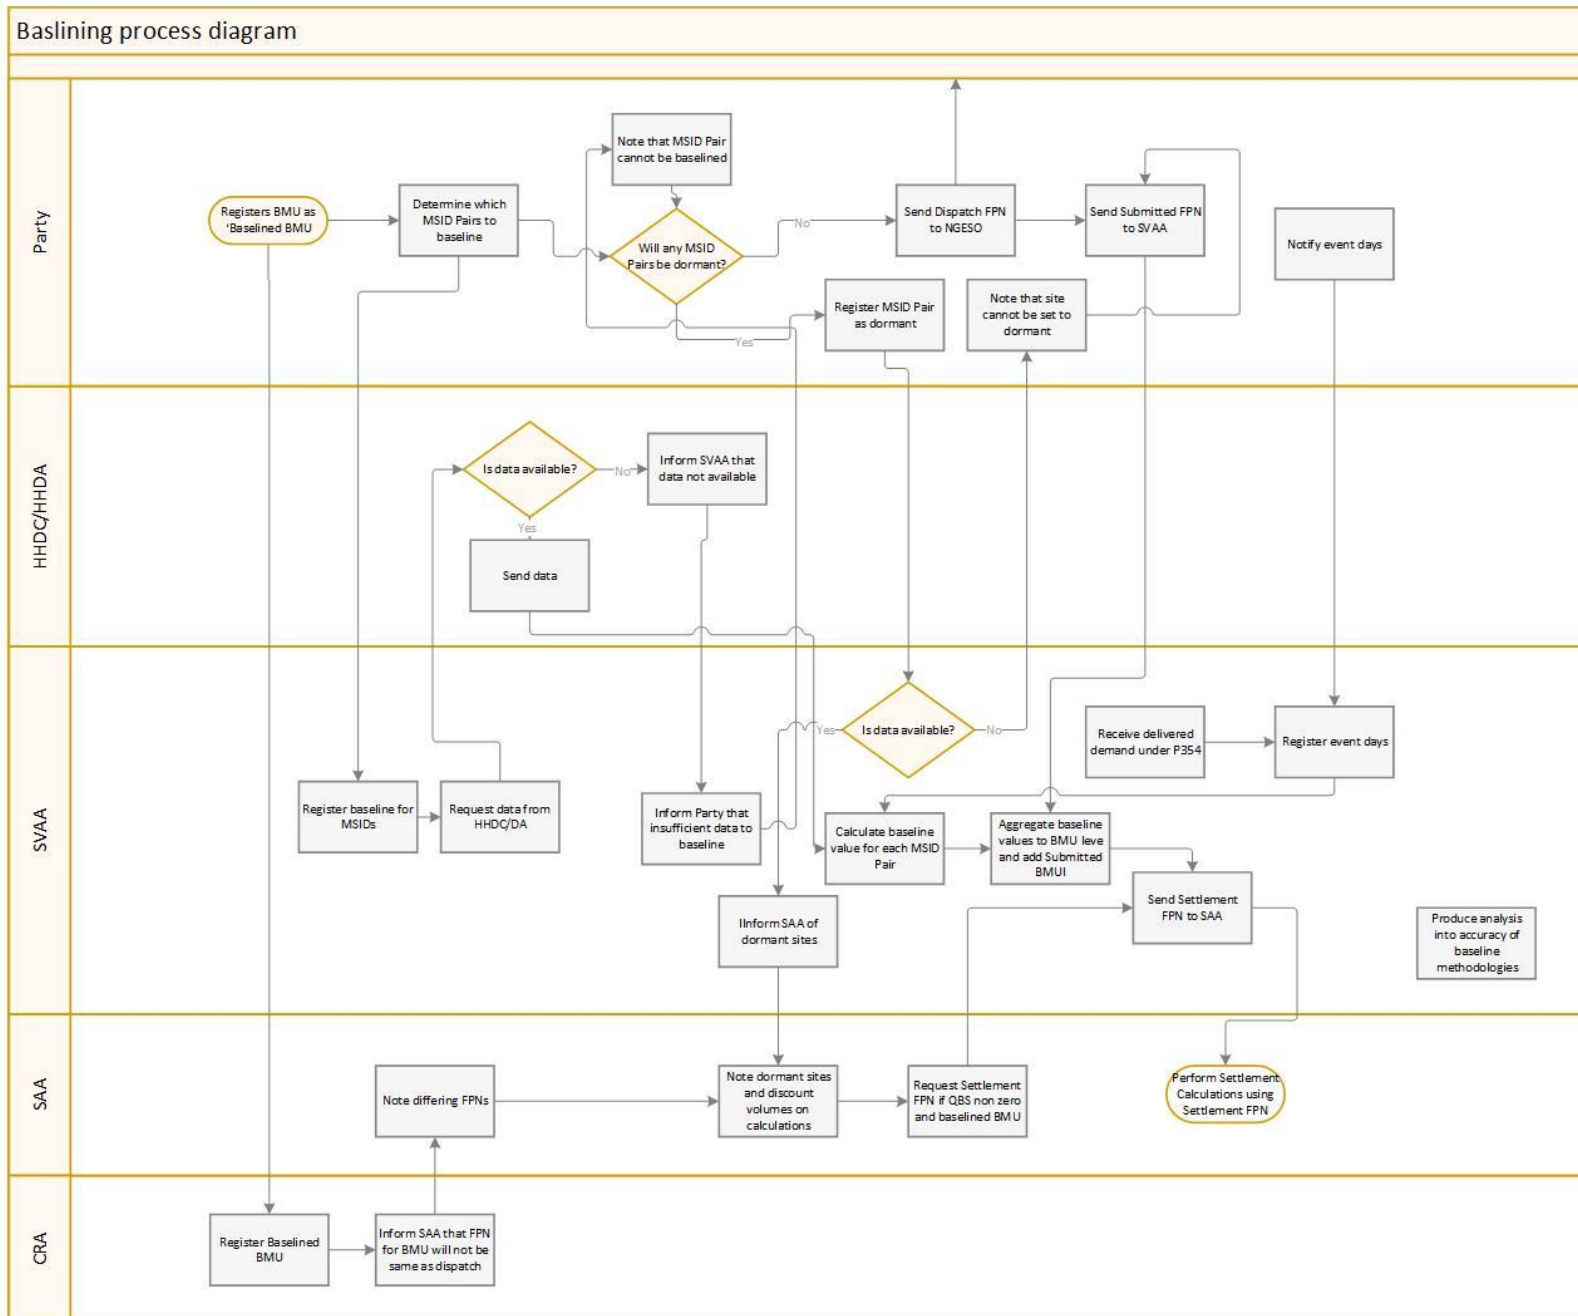 Baslining process diagram
Party
Note that MSID Pair
cannot be baselined
Registers BMU as
‘Baselined BMU
Determine which
MSID Pairs to
baseline
Will any MSID
Pairs be dormant?
No
Yes
Send Dispatch FPN
to NGESO
Send Submitted FPN
to SVAA
Notify event days
Register MSID Pair
as dormant
Note that site
cannot be set to
dormant
HHDC/HHDA
Is data available?
No
Yes
Inform SVAA that
data not available
Send data
SVAA
Is data available?
Yes
No
Receive delivered
demand under P354
Register event days
Register baseline for
MSIDs
Request data from
HHDC/DA
Inform Party that
insufficient data to
baseline
Calculate baseline
value for each MSID
Pair
Aggregate baseline
values to BMU leve
and add Submitted
BMUI
Send Settlement
FPN to SAA
IInform SAA of
dormant sites
Produce analysis
into accuracy of
baseline
methodologies
SAA
Note differing FPNs
Note dormant sites
and discount
volumes on
calculations
Request Settlement
FPN if QBS non zero
and baselined BMU
Perform Settlement
Calculations using
Settlement FPN
CRA
Register Baselined
BMU
Inform SAA that FPN
for BMU will not be
same as dispatch